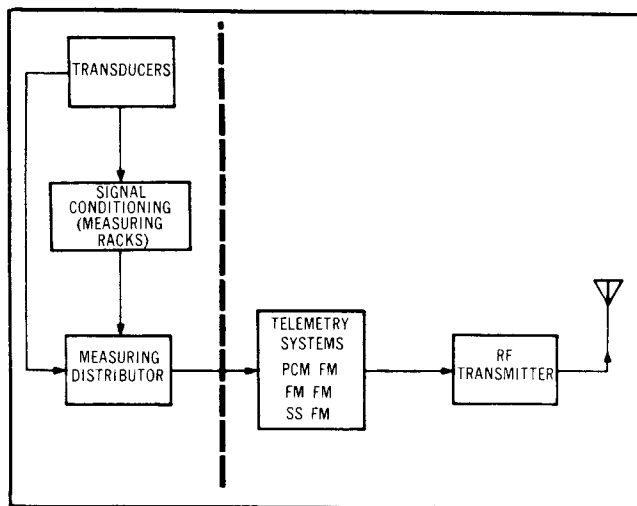 TRANSDUCERS
SIGNAL
CONDITIONING
(MEASURING
RACKS)
MEASURING
DISTRIBUTOR
TELEMETRY
SYSTEMS
PCM FM
FM FM
SS FM
RF
TRANSMITTER